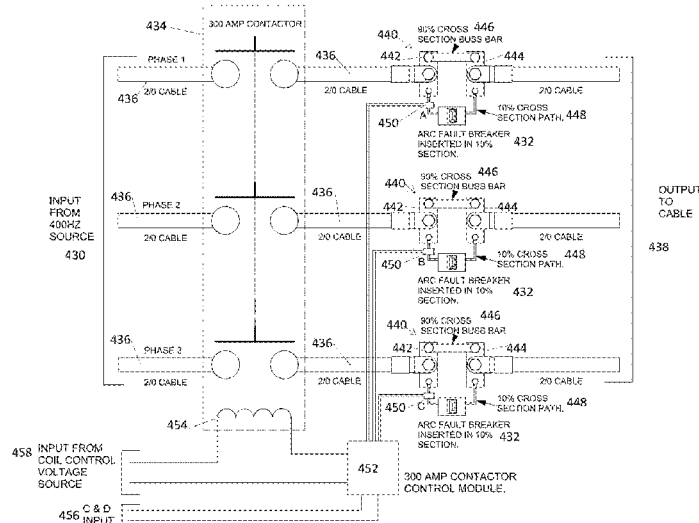 434
300 AMP CONTACTOR
440
90% CROSS 446
SECTION BUSS BAR
442
444
PHASE 1
436
436
2/0 CABLE
2/0 CABLE
2/0 CABLE
450
A
10% CROSS
SECTION PATH. 448
ARC FAULT BREAKER
INSERTED IN 10% 432
SECTION.
INPUT
FROM
400HZ
SOURCE
430
OUTPUT
TO
CABLE
438
436
PHASE 2
436
2/0 CABLE
2/0 CABLE
446
440
90% CROSS
SECTION BUSS BAR
442
444
2/0 CABLE
450
B
10% CROSS
SECTION PATH. 448
ARC FAULT BREAKER
INSERTED IN 10% 432
SECTION.
436
PHASE 3
436
2/0 CABLE
2/0 CABLE
446
440
90% CROSS
SECTION BUSS BAR
442
444
2/0 CABLE
450
C
10% CROSS
SECTION PATH. 448
ARC FAULT BREAKER
INSERTED IN 10% 432
SECTION.
454
458 INPUT FROM
COIL CONTROL
VOLTAGE
SOURCE
452
300 AMP CONTACTOR
CONTROL MODULE.
456 C & D
INPUT